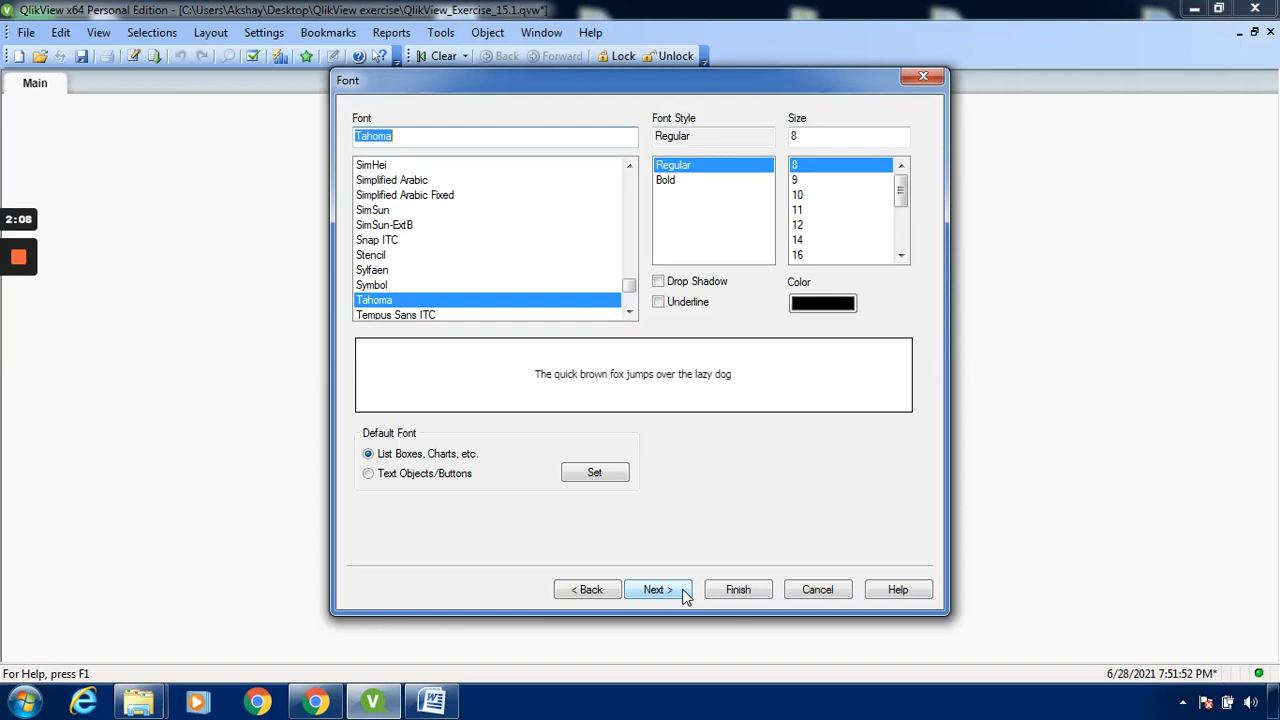 QlikView x64 Personal Edition - [C:\Users\Akshay\Desktop\QlikView exercise\QlikView_Exercise_15.1.qvw*]
File Edit View Selections Layout Settings Bookmarks Reports Tools Object Window Help
Clear Back Forward Lock Unlock
Main
Font
Font Font Style Size
Tahoma Regular 8
SimHei Regular 8
Simplified Arabic Bold 9
Simplified Arabic Fixed 10
SimSun 11
SimSun-ExtB 12
Snap ITC 14
Stencil 16
Sylfaen
Symbol
Tahoma
Tempus Sans ITC
Drop Shadow Color
Underline
2:08
The quick brown fox jumps over the lazy dog
Default Font
List Boxes, Charts, etc.
Text Objects/Buttons Set
< Back Next > Finish Cancel Help
For Help, press F1 6/28/2021 7:51:52 PM*